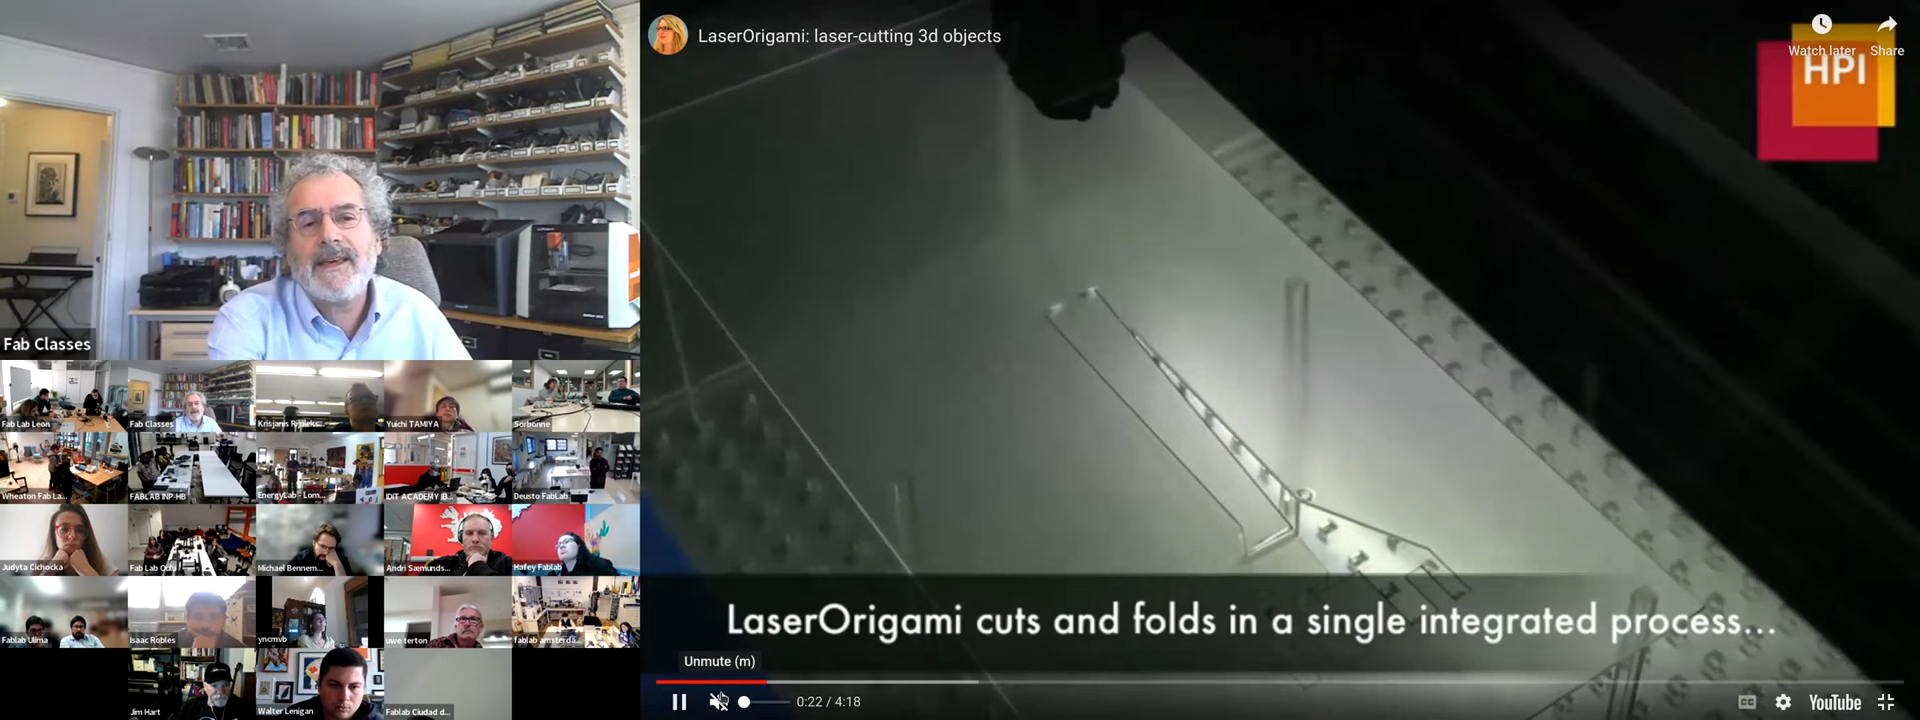 Fab Classes
Fab Lab Leon
Fab Classes
Yuichi TAMIYA
Sorbonne
Wheaton Fab La...
FABLAB INP-HB
EnergyLab - Lom...
Deusto FabLab
Judyta Cichocka
Fab Lab Oulu
Michael Bennem...
Andri Sæmunds...
Hafey Fablab
Fablab Ulima
Isaac Robles
yncmvb
uwe terton
fablab amsterda...
Jim Hart
Walter Lenigan
Fablab Ciudad d...
LaserOrigami: laser-cutting 3d objects
Watch later
Share
HPI
LaserOrigami cuts and folds in a single integrated process...
Unmute (m)
0:22 / 4:18
CC
YouTube